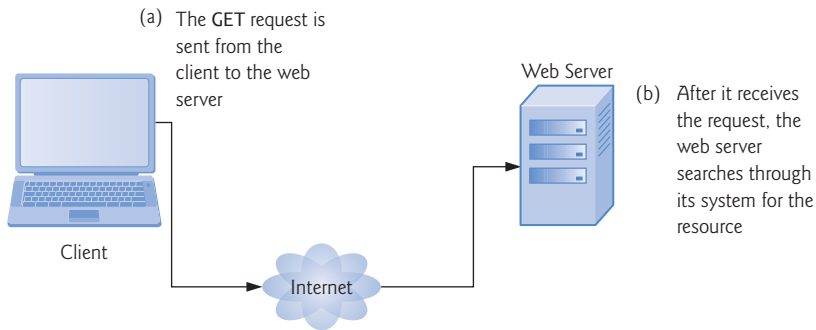 (a) The GET request is
sent from the
client to the web
server
Web Server
(b) After it receives
the request, the
web server
searches through
its system for the
resource
Client
Internet